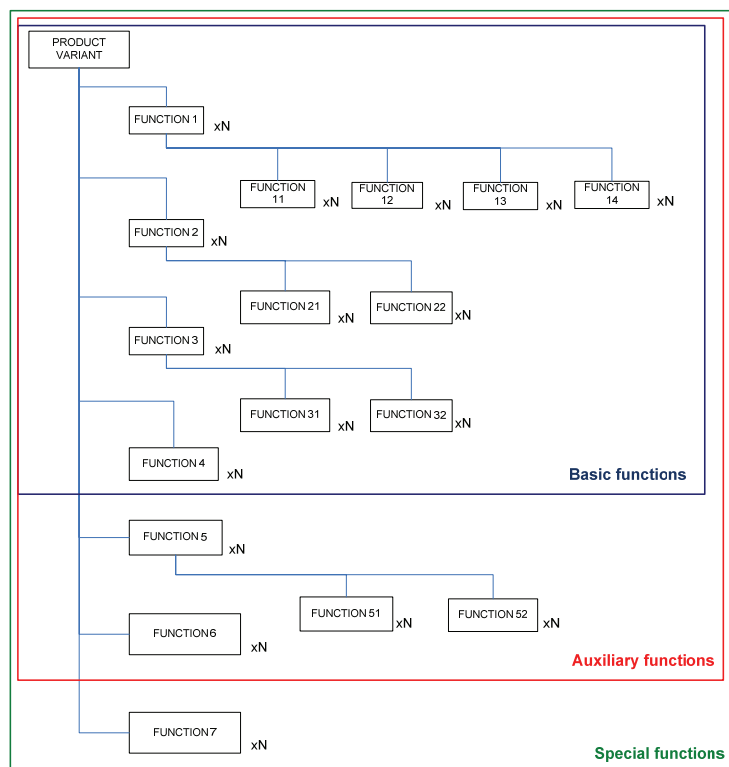 PRODUCT
VARIANT
FUNCTION 1
xN
FUNCTION
11
xN
FUNCTION
12
xN
FUNCTION
13
xN
FUNCTION
14
xN
FUNCTION 2
xN
FUNCTION 21
xN
FUNCTION 22
xN
FUNCTION 3
xN
FUNCTION 31
xN
FUNCTION 32
xN
FUNCTION 4
xN
Basic functions
FUNCTION 5
xN
FUNCTION 51
xN
FUNCTION 52
xN
FUNCTION 6
xN
Auxiliary functions
FUNCTION 7
xN
Special functions